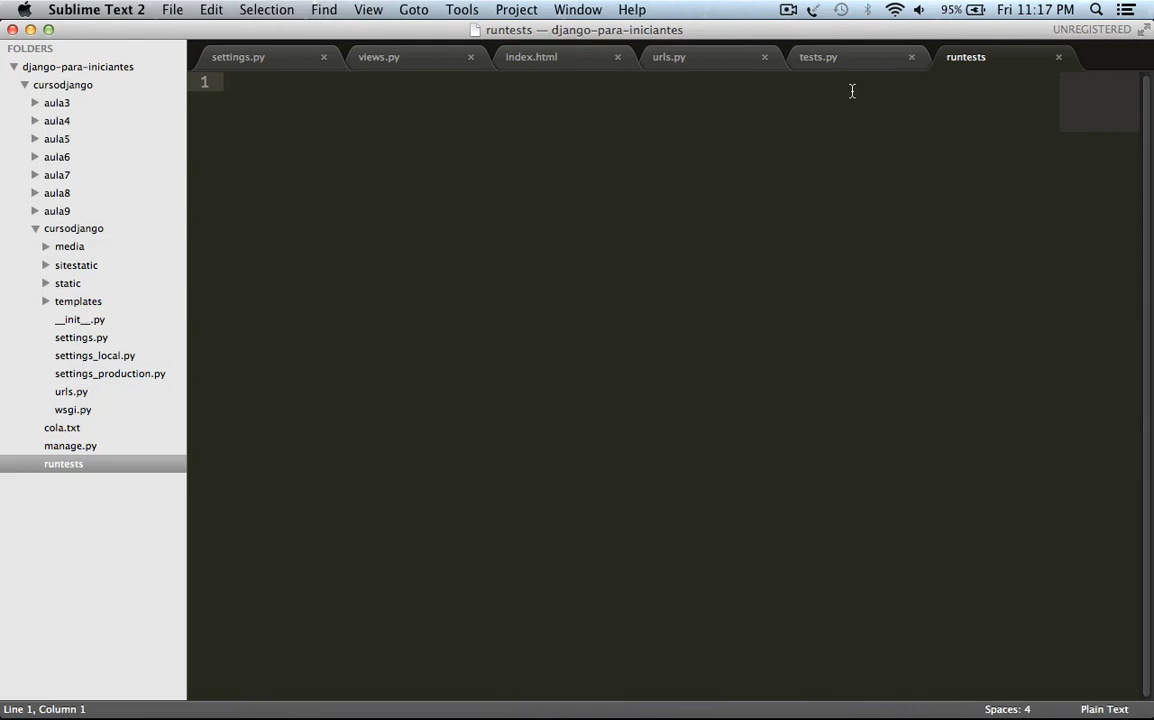 Sublime Text 2 File Edit Selection Find View Goto Tools Project Window Help 95% Fri 11:17 PM
runtests — django-para-iniciantes UNREGISTERED
FOLDERS
django-para-iniciantes
cursodjango
aula3
aula4
aula5
aula6
aula7
aula8
aula9
cursodjango
media
sitestatic
static
templates
__init__.py
settings.py
settings_local.py
settings_production.py
urls.py
wsgi.py
cola.txt
manage.py
runtests
settings.py × views.py × index.html × urls.py × tests.py × runtests ×
1
Line 1, Column 1 Spaces: 4 Plain Text